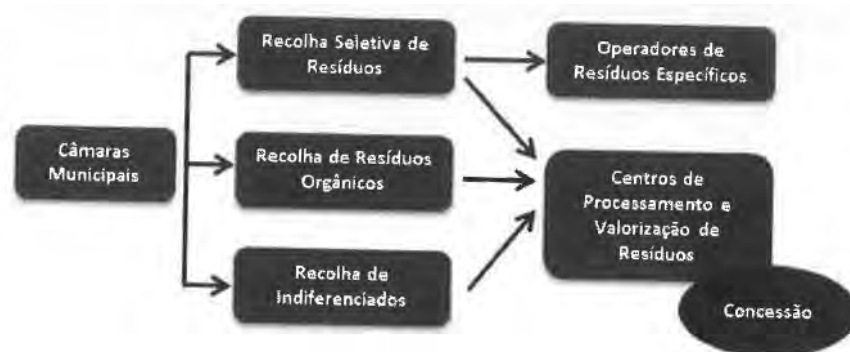 Câmaras
Municipais
Recolha Seletiva de
Resíduos
Recolha de Resíduos
Orgânicos
Recolha de
Indiferenciados
Operadores de
Resíduos Específicos
Centros de
Processamento e
Valorização de
Resíduos
Concessão